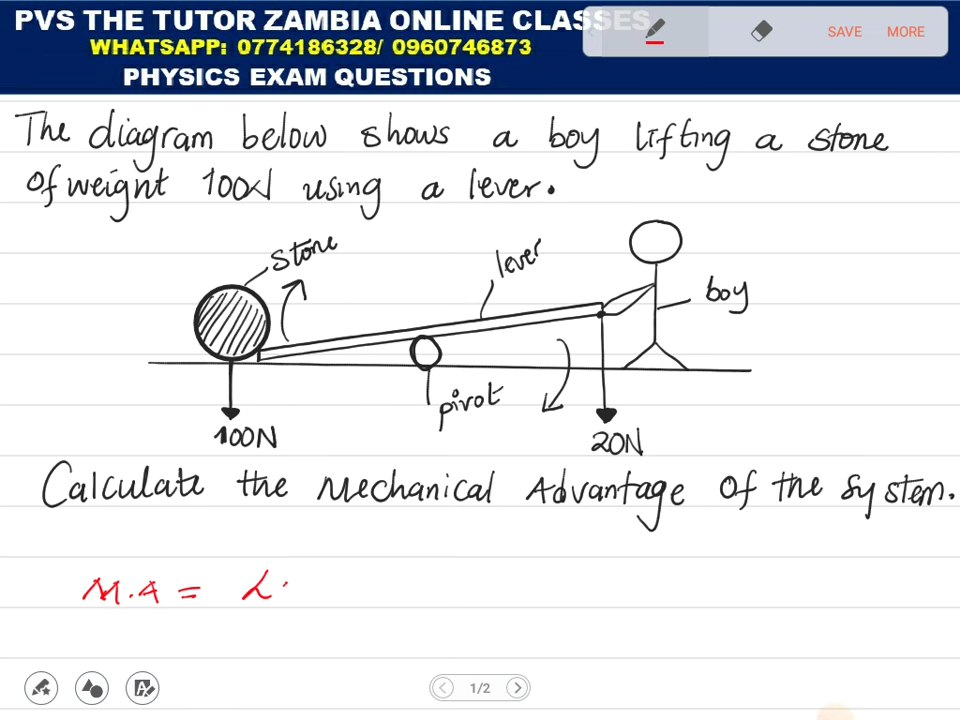 PVS THE TUTOR ZAMBIA ONLINE CLASSES
WHATSAPP: 0774186328/ 0960746873
PHYSICS EXAM QUESTIONS
SAVE MORE
The diagram below shows a boy lifting a stone
of weight 100N using a lever.
stone
lever
boy
pivot
100N
20N
Calculate the Mechanical Advantage of the system.
M.A = L
1/2